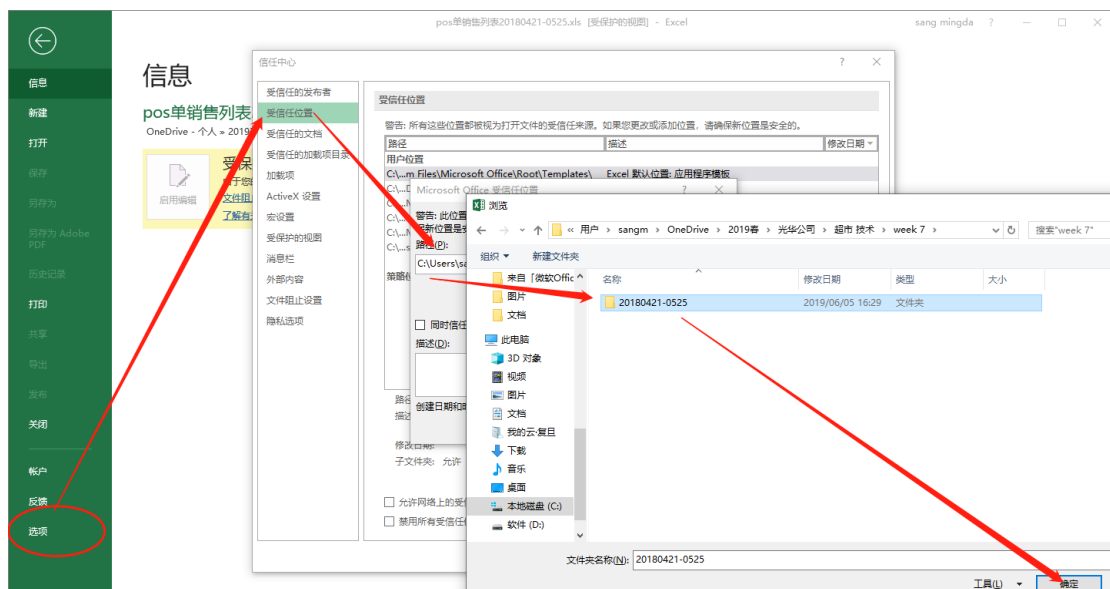 pos单销售列表20180421-0525.xls [受保护的视图] - Excel
sang mingda ?
信息
新建
打开
保存
另存为
另存为 Adobe
PDF
历史记录
打印
共享
导出
发布
关闭
帐户
反馈
选项
信息
pos单销售列表
OneDrive - 个人 » 2019
启用编辑
受保
文件阻
了解有
信任中心
?
受信任的发布者
受信任位置
受信任的文档
受信任的加载项目录
加载项
ActiveX 设置
宏设置
受保护的视图
消息栏
外部内容
文件阻止设置
隐私选项
受信任位置
警告: 所有这些位置都被视为打开文件的受信任来源。如果您更改或添加位置，请确保新位置是安全的。
路径
描述
修改日期
用户位置
C:\...m Files\Microsoft Office\Root\Templates\ Excel 默认位置: 应用程序模板
Microsoft Office 受信任位置
?
警告: 此位置
路径(P):
C:\Users\sa
同时信任
描述(D):
创建日期和时
子文件夹: 允许
允许网络上的受信
禁用所有受信任
浏览
« 用户 › sangm › OneDrive › 2019春 › 光华公司 › 超市 技术 › week 7 ›
搜索"week 7"
组织
新建文件夹
来自「微软Offic
图片
文档
此电脑
3D 对象
视频
图片
文档
我的云·复旦
下载
音乐
桌面
本地磁盘 (C:)
软件 (D:)
名称
修改日期
类型
大小
20180421-0525
2019/06/05 16:29
文件夹
文件夹名称(N): 20180421-0525
工具(L)
确定